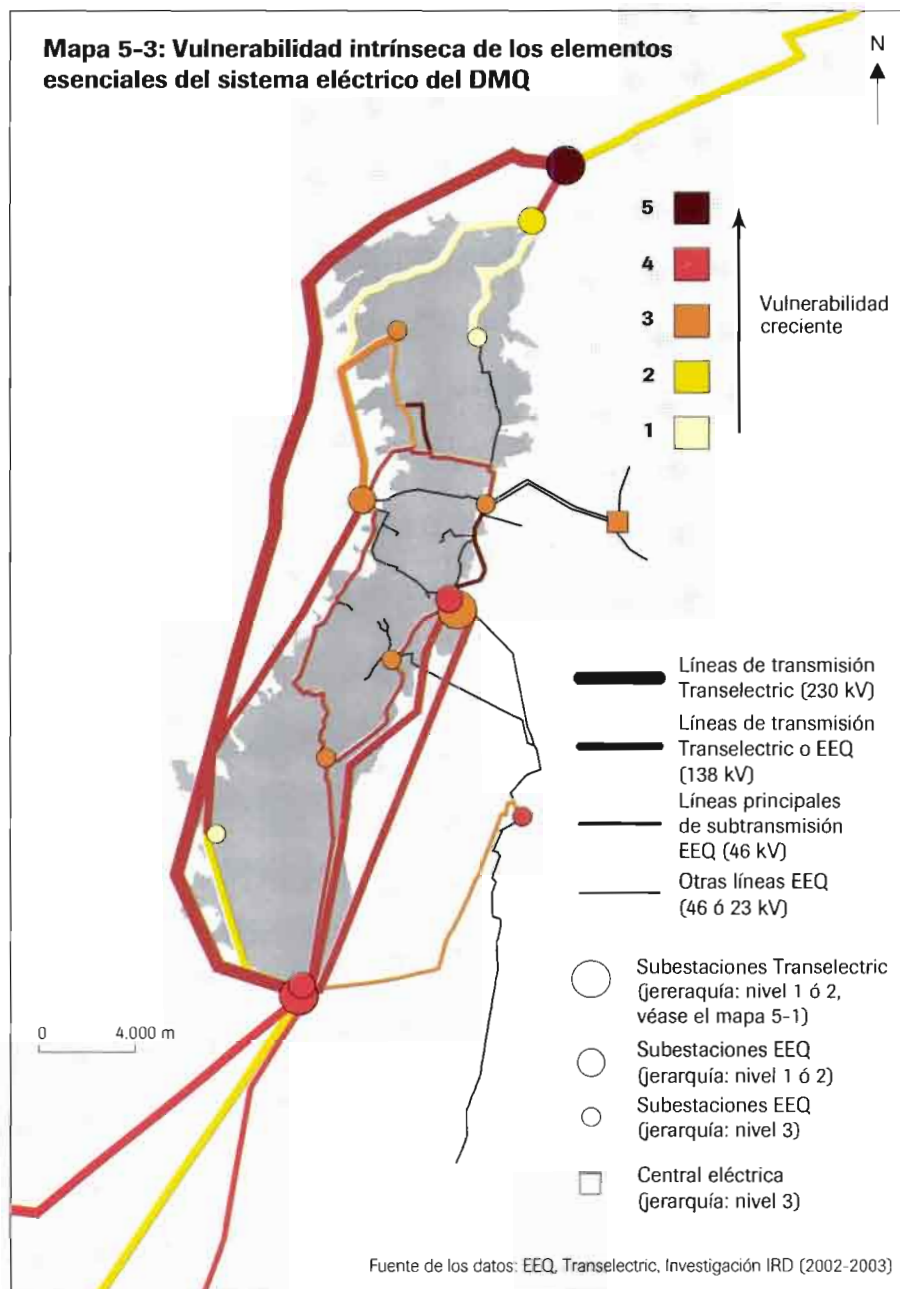 Mapa 5-3: Vulnerabilidad intrínseca de los elementos
esenciales del sistema eléctrico del DMQ
N
5
4
3
2
1
Vulnerabilidad
creciente
Líneas de transmisión
Transelectric (230 kV)
Líneas de transmisión
Transelectric o EEQ
(138 kV)
Líneas principales
de subtransmisión
EEQ (46 kV)
Otras líneas EEQ
(46 ó 23 kV)
Subestaciones Transelectric
(jereraquía: nivel 1 ó 2,
véase el mapa 5-1)
Subestaciones EEQ
(jerarquía: nivel 1 ó 2)
Subestaciones EEQ
(jerarquía: nivel 3)
Central eléctrica
(jerarquía: nivel 3)
0 4.000 m
Fuente de los datos: EEQ, Transelectric, Investigación IRD (2002-2003)